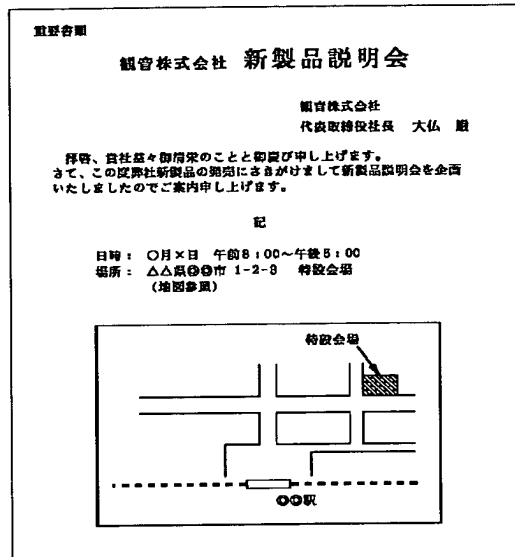 重要書類
観音株式会社 新製品説明会
観音株式会社
代表取締役社長 大仏 殿
拝啓、貴社益々御清栄のことと御慶び申し上げます。
さて、この度弊社新製品の発売にさきがけまして新製品説明会を企画
いたしましたのでご案内申し上げます。
記
日時: 〇月×日 午前8:00〜午後5:00
場所: △△県◎◎市 1-2-3 特設会場
(地図参照)
特設会場
◎◎駅